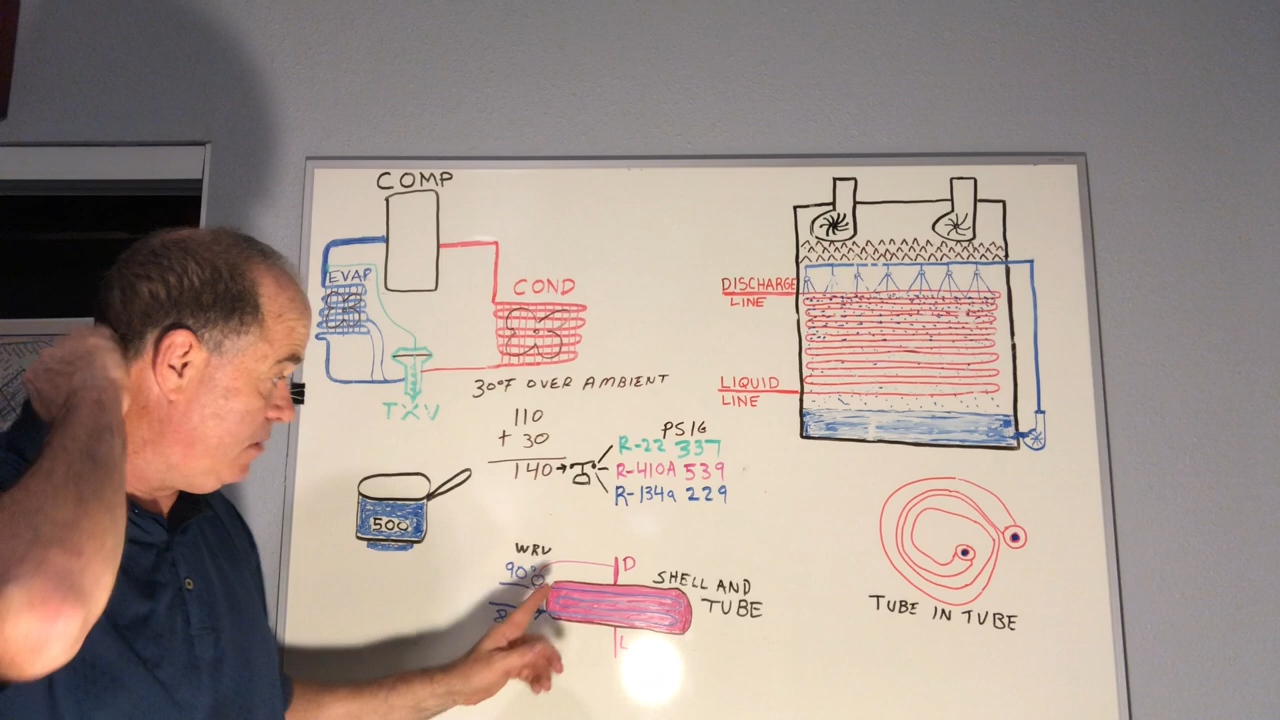 COMP
EVAP
COND
TXV
30°F OVER AMBIENT
110
+ 30
140
PSIG
R-22 337
R-410A 539
R-134a 229
500
WRV
90°
D
SHELL AND
TUBE
L
DISCHARGE
LINE
LIQUID
LINE
TUBE IN TUBE